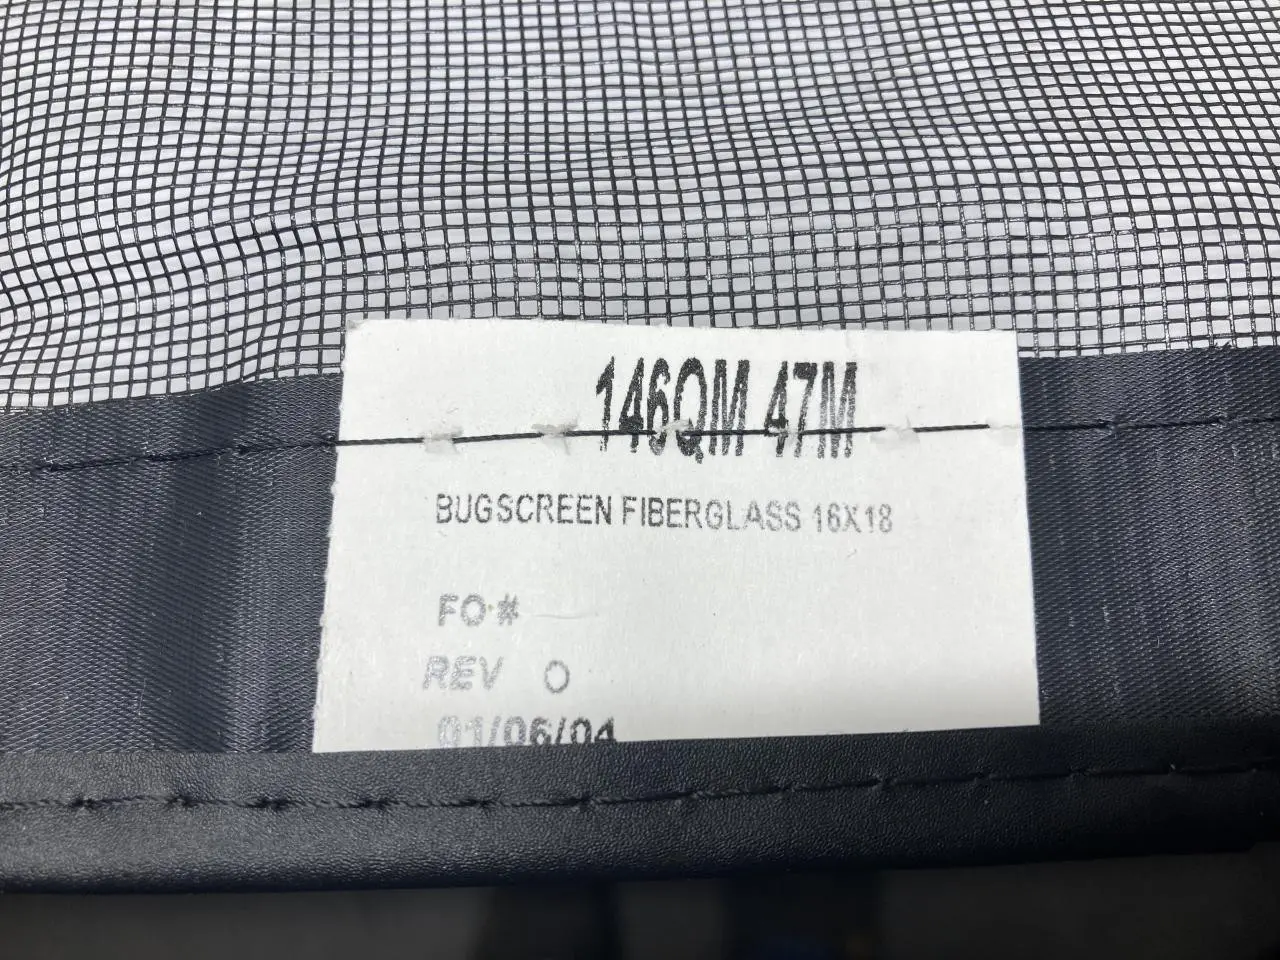 146QM 47M
BUGSCREEN FIBERGLASS 16X18
FO #
REV O
01/06/04